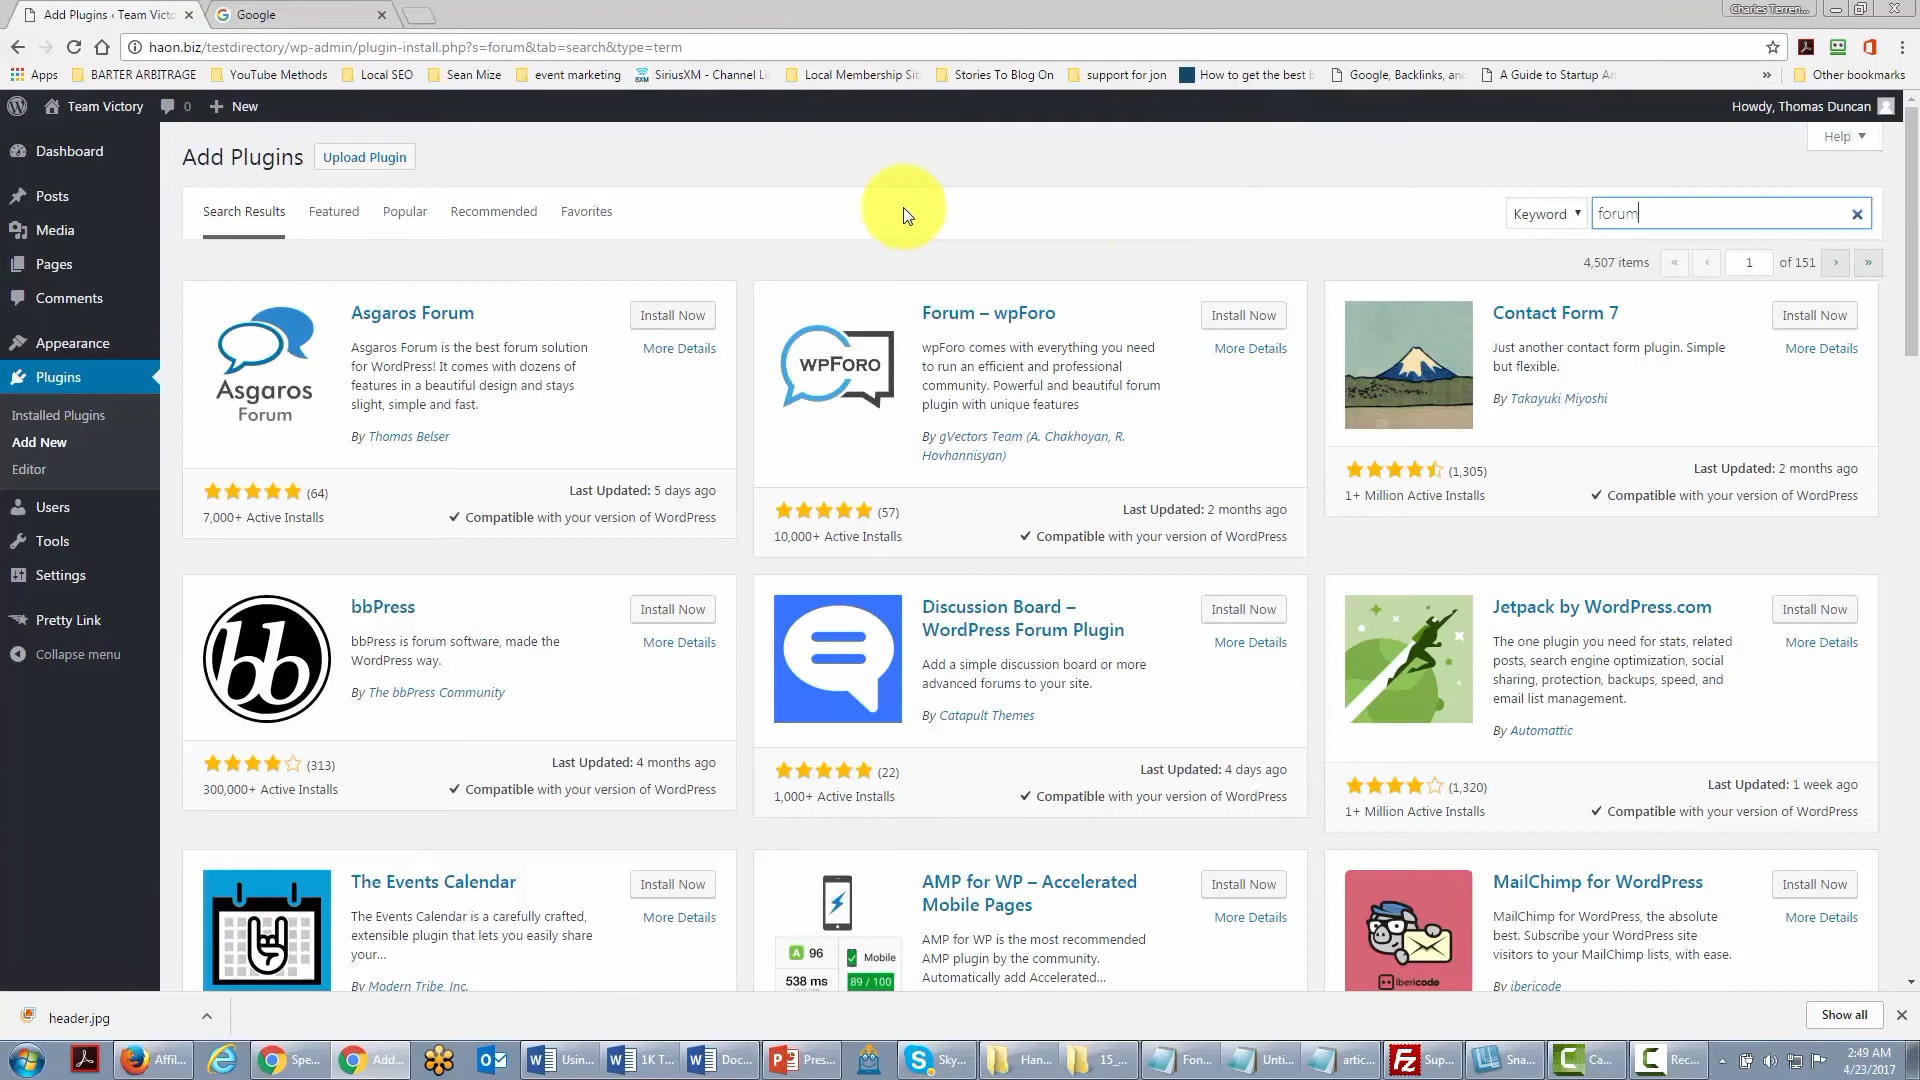 Add Plugins ‹ Team Victo
Google
Charles Terren...
haon.biz/testdirectory/wp-admin/plugin-install.php?s=forum&tab=search&type=term
Apps
BARTER ARBITRAGE
YouTube Methods
Local SEO
Sean Mize
event marketing
SiriusXM - Channel Li
Local Membership Sit
Stories To Blog On
support for jon
How to get the best b
Google, Backlinks, an
A Guide to Startup Ac
»
Other bookmarks
Team Victory
0
New
Howdy, Thomas Duncan
Help
Dashboard
Posts
Media
Pages
Comments
Appearance
Plugins
Installed Plugins
Add New
Editor
Users
Tools
Settings
Pretty Link
Collapse menu
Add Plugins
Upload Plugin
Search Results
Featured
Popular
Recommended
Favorites
Keyword
forum
4,507 items
«
‹
1
of 151
›
»
Asgaros Forum
Install Now
More Details
Asgaros Forum is the best forum solution
for WordPress! It comes with dozens of
features in a beautiful design and stays
slight, simple and fast.
By Thomas Belser
Asgaros
Forum
(64)
Last Updated: 5 days ago
7,000+ Active Installs
Compatible with your version of WordPress
Forum – wpForo
Install Now
More Details
wpForo comes with everything you need
to run an efficient and professional
community. Powerful and beautiful forum
plugin with unique features
By gVectors Team (A. Chakhoyan, R.
Hovhannisyan)
WPFORO
(57)
Last Updated: 2 months ago
10,000+ Active Installs
Compatible with your version of WordPress
Contact Form 7
Install Now
More Details
Just another contact form plugin. Simple
but flexible.
By Takayuki Miyoshi
(1,305)
Last Updated: 2 months ago
1+ Million Active Installs
Compatible with your version of WordPress
bbPress
Install Now
More Details
bbPress is forum software, made the
WordPress way.
By The bbPress Community
bb
(313)
Last Updated: 4 months ago
300,000+ Active Installs
Compatible with your version of WordPress
Discussion Board –
WordPress Forum Plugin
Install Now
More Details
Add a simple discussion board or more
advanced forums to your site.
By Catapult Themes
(22)
Last Updated: 4 days ago
1,000+ Active Installs
Compatible with your version of WordPress
Jetpack by WordPress.com
Install Now
More Details
The one plugin you need for stats, related
posts, search engine optimization, social
sharing, protection, backups, speed, and
email list management.
By Automattic
(1,320)
Last Updated: 1 week ago
1+ Million Active Installs
Compatible with your version of WordPress
The Events Calendar
Install Now
More Details
The Events Calendar is a carefully crafted,
extensible plugin that lets you easily share
your...
By Modern Tribe, Inc.
AMP for WP – Accelerated
Mobile Pages
Install Now
More Details
AMP for WP is the most recommended
AMP plugin by the community.
Automatically add Accelerated...
A 96
Mobile
538 ms
89 / 100
MailChimp for WordPress
Install Now
More Details
MailChimp for WordPress, the absolute
best. Subscribe your WordPress site
visitors to your MailChimp lists, with ease.
By ibericode
ibericode
header.jpg
Show all
Affil...
Spe...
Add...
Usin...
1K T...
Doc...
Pres...
Sky...
Han...
15_...
Fon...
Unti...
artic...
Sup...
Sna...
Ca...
Rec...
2:49 AM
4/23/2017